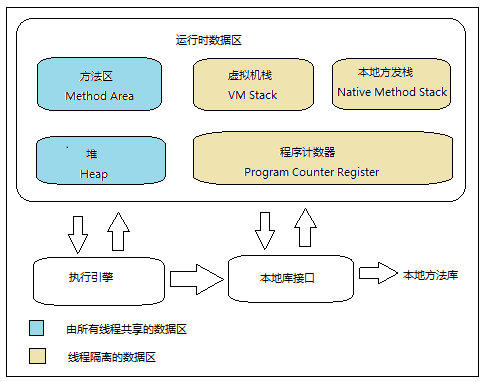 运行时数据区
方法区
Method Area
虚拟机栈
VM Stack
本地方发栈
Native Method Stack
堆
Heap
程序计数器
Program Counter Register
执行引擎
本地库接口
本地方法库
由所有线程共享的数据区
线程隔离的数据区